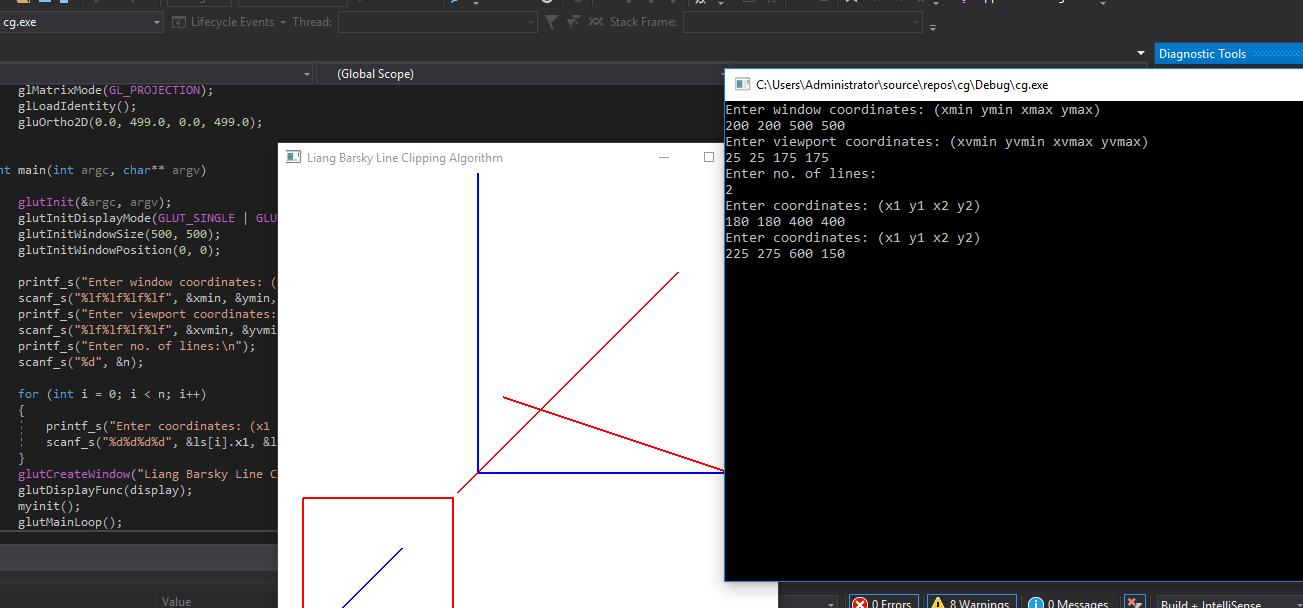 cg.exe
Lifecycle Events
Thread:
Stack Frame:
(Global Scope)
Diagnostic Tools
glMatrixMode(GL_PROJECTION);
glLoadIdentity();
gluOrtho2D(0.0, 499.0, 0.0, 499.0);
nt main(int argc, char** argv)
glutInit(&argc, argv);
glutInitDisplayMode(GLUT_SINGLE | GLU
glutInitWindowSize(500, 500);
glutInitWindowPosition(0, 0);
printf_s("Enter window coordinates: (
scanf_s("%lf%lf%lf%lf", &xmin, &ymin,
printf_s("Enter viewport coordinates:
scanf_s("%lf%lf%lf%lf", &xvmin, &yvmi
printf_s("Enter no. of lines:\n");
scanf_s("%d", &n);
for (int i = 0; i < n; i++)
{
printf_s("Enter coordinates: (x1
scanf_s("%d%d%d%d", &ls[i].x1, &l
}
glutCreateWindow("Liang Barsky Line C
glutDisplayFunc(display);
myinit();
glutMainLoop();
Value
Liang Barsky Line Clipping Algorithm
C:\Users\Administrator\source\repos\cg\Debug\cg.exe
Enter window coordinates: (xmin ymin xmax ymax)
200 200 500 500
Enter viewport coordinates: (xvmin yvmin xvmax yvmax)
25 25 175 175
Enter no. of lines:
2
Enter coordinates: (x1 y1 x2 y2)
180 180 400 400
Enter coordinates: (x1 y1 x2 y2)
225 275 600 150
0 Errors
8 Warnings
0 Messages
Build + IntelliSense